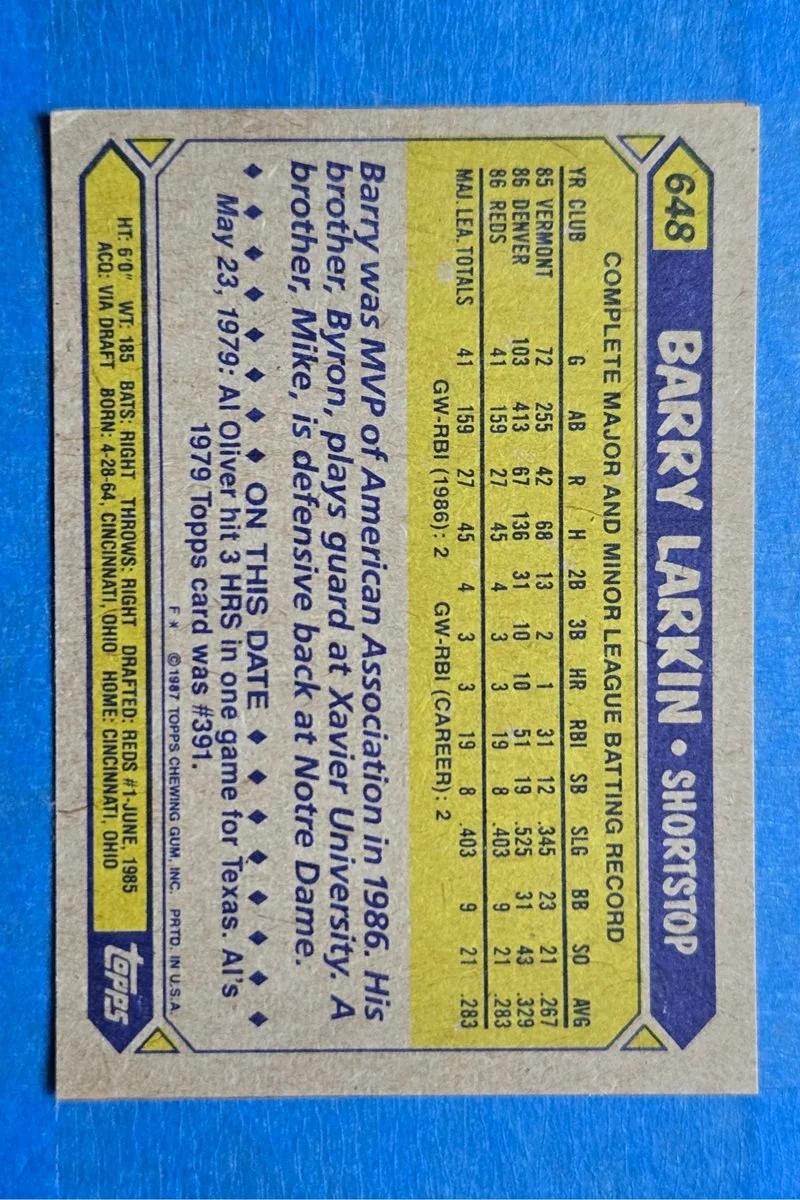 648 BARRY LARKIN • SHORTSTOP
COMPLETE MAJOR AND MINOR LEAGUE BATTING RECORD
YR CLUB G AB R H 2B 3B HR RBI SB SLG BB SO AVG
85 VERMONT 72 255 42 68 13 2 1 31 12 .345 23 21 .267
86 DENVER 103 413 67 136 31 10 10 51 19 .525 31 43 .329
86 REDS 41 159 27 45 4 3 3 19 8 .403 9 21 .283
MAJ. LEA. TOTALS 41 159 27 45 4 3 3 19 8 .403 9 21 .283
GW-RBI (1986): 2 GW-RBI (CAREER): 2
Barry was MVP of American Association in 1986. His
brother, Byron, plays guard at Xavier University. A
brother, Mike, is defensive back at Notre Dame.
♦ ♦ ♦ ♦ ♦ ♦ ♦ ♦ ON THIS DATE ♦ ♦ ♦ ♦ ♦ ♦ ♦ ♦
May 23, 1979: Al Oliver hit 3 HRS in one game for Texas. Al's
1979 Topps card was #391.
F* ©1987 TOPPS CHEWING GUM, INC. PRTD. IN U.S.A.
HT: 6'0" WT: 185 BATS: RIGHT THROWS: RIGHT DRAFTED: REDS #1-JUNE, 1985
ACQ: VIA DRAFT BORN: 4-28-64, CINCINNATI, OHIO HOME: CINCINNATI, OHIO
topps